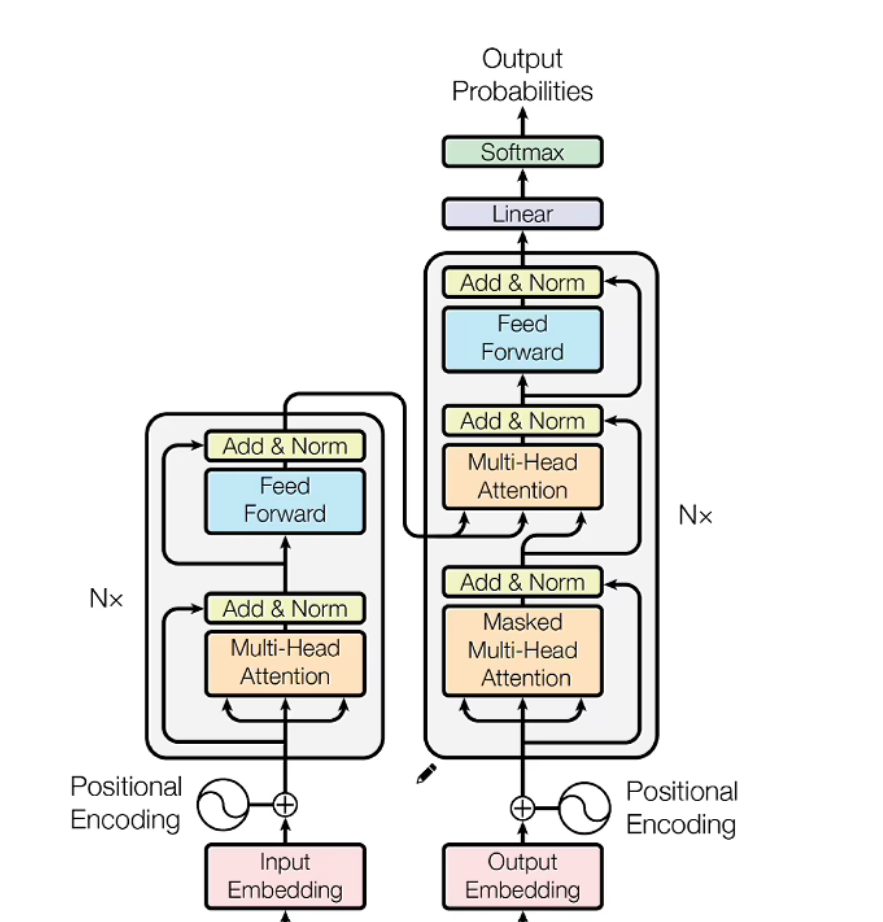 Output
Probabilities
Softmax
Linear
Add & Norm
Feed
Forward
Add & Norm
Multi-Head
Attention
Nx
Add & Norm
Masked
Multi-Head
Attention
Add & Norm
Feed
Forward
Nx
Add & Norm
Multi-Head
Attention
Positional
Encoding
Positional
Encoding
Input
Embedding
Output
Embedding